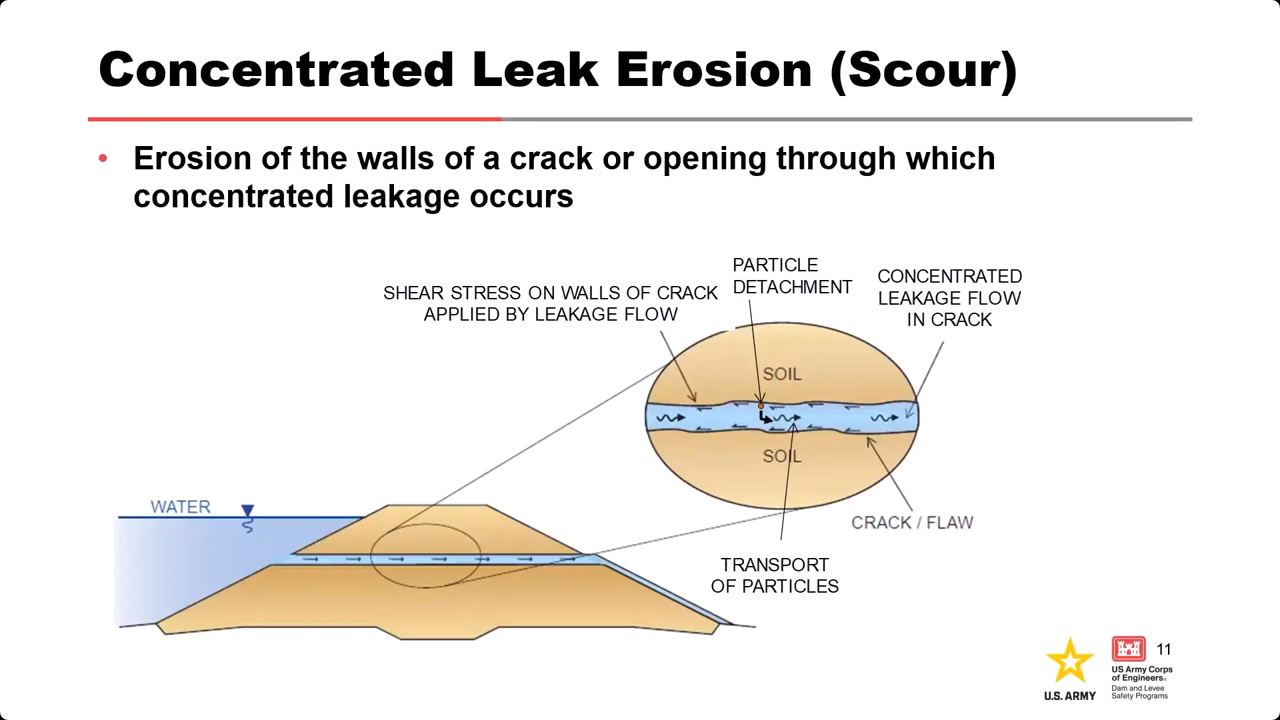 Concentrated Leak Erosion (Scour)
• Erosion of the walls of a crack or opening through which
concentrated leakage occurs
SHEAR STRESS ON WALLS OF CRACK
APPLIED BY LEAKAGE FLOW
PARTICLE
DETACHMENT
CONCENTRATED
LEAKAGE FLOW
IN CRACK
SOIL
SOIL
WATER
CRACK / FLAW
TRANSPORT
OF PARTICLES
U.S. ARMY
US Army Corps
of Engineers®
Dam and Levee
Safety Programs
11